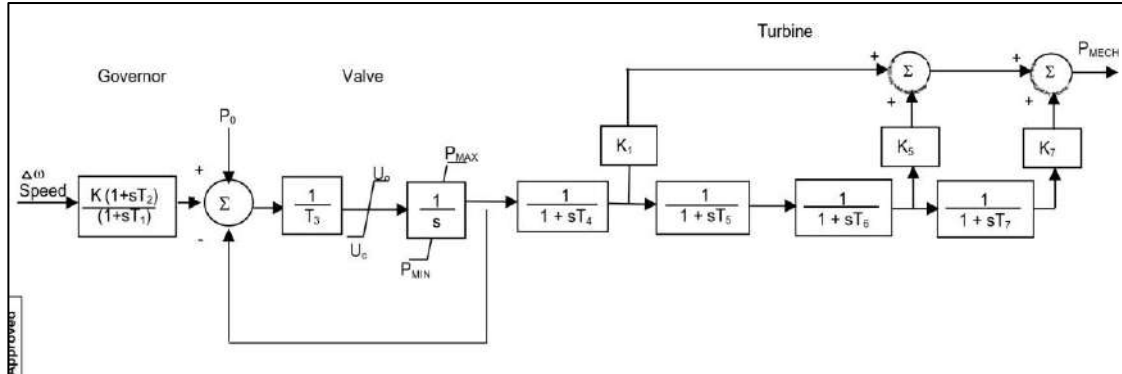 Turbine
Governor
Valve
P₀
Δω
Speed
K (1+sT₂)
(1+sT₁)
+
Σ
-
1
T₃
U₀
U꜀
P_MAX
1
s
P_MIN
1
1 + sT₄
K₁
1
1 + sT₅
1
1 + sT₆
K₅
1
1 + sT₇
K₇
+
Σ
+
+
Σ
+
P_MECH
Approven